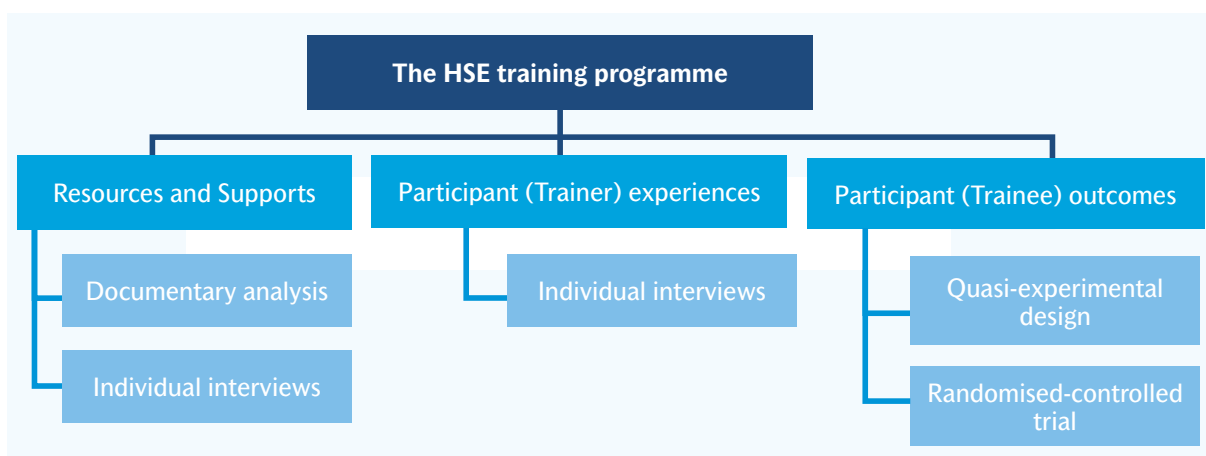 The HSE training programme
Resources and Supports
Participant (Trainer) experiences
Participant (Trainee) outcomes
Documentary analysis
Individual interviews
Individual interviews
Quasi-experimental
design
Randomised-controlled
trial